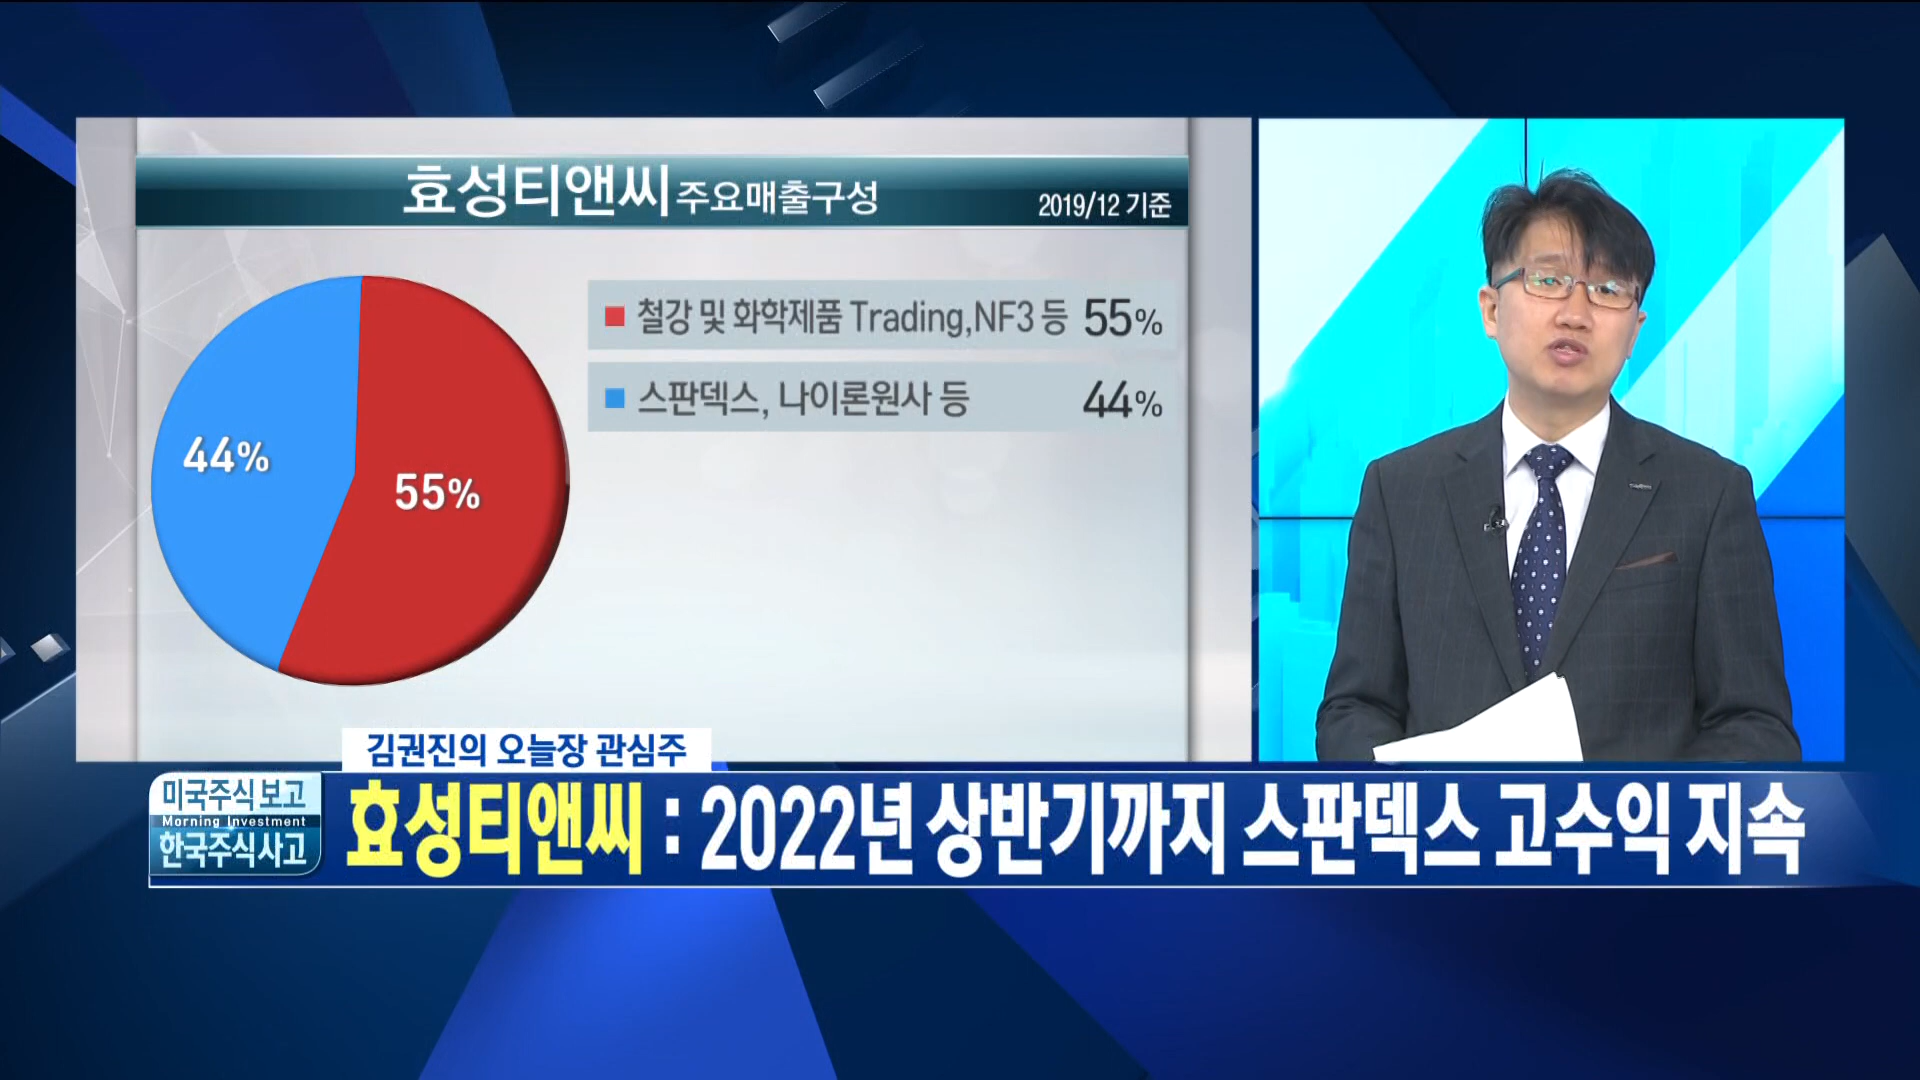 효성티앤씨 주요매출구성
2019/12 기준
철강 및 화학제품 Trading,NF3 등 55%
스판덱스, 나이론원사 등 44%
44%
55%
김권진의 오늘장 관심주
미국주식 보고
Morning Investment
한국주식 사고
효성티앤씨 : 2022년 상반기까지 스판덱스 고수익 지속